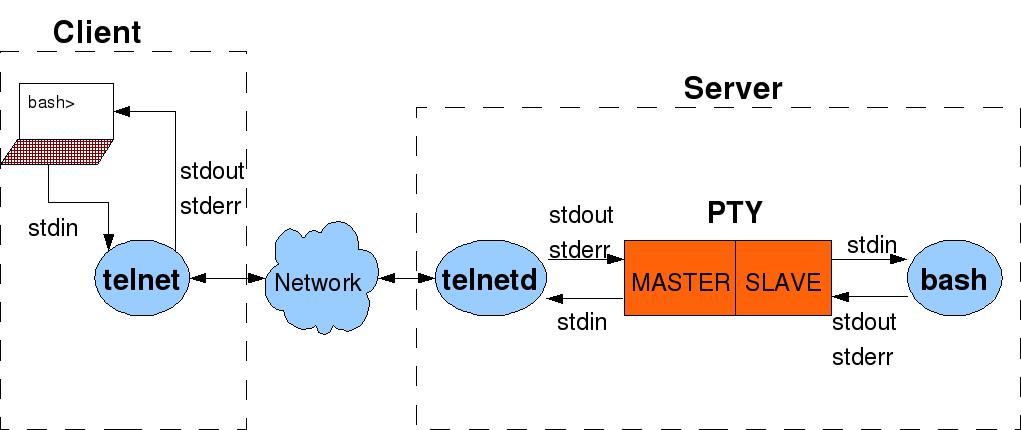 Client
bash>
stdout
stderr
stdin
telnet
Network
Server
telnetd
stdout
stderr
stdin
PTY
MASTER
SLAVE
stdin
stdout
stderr
bash